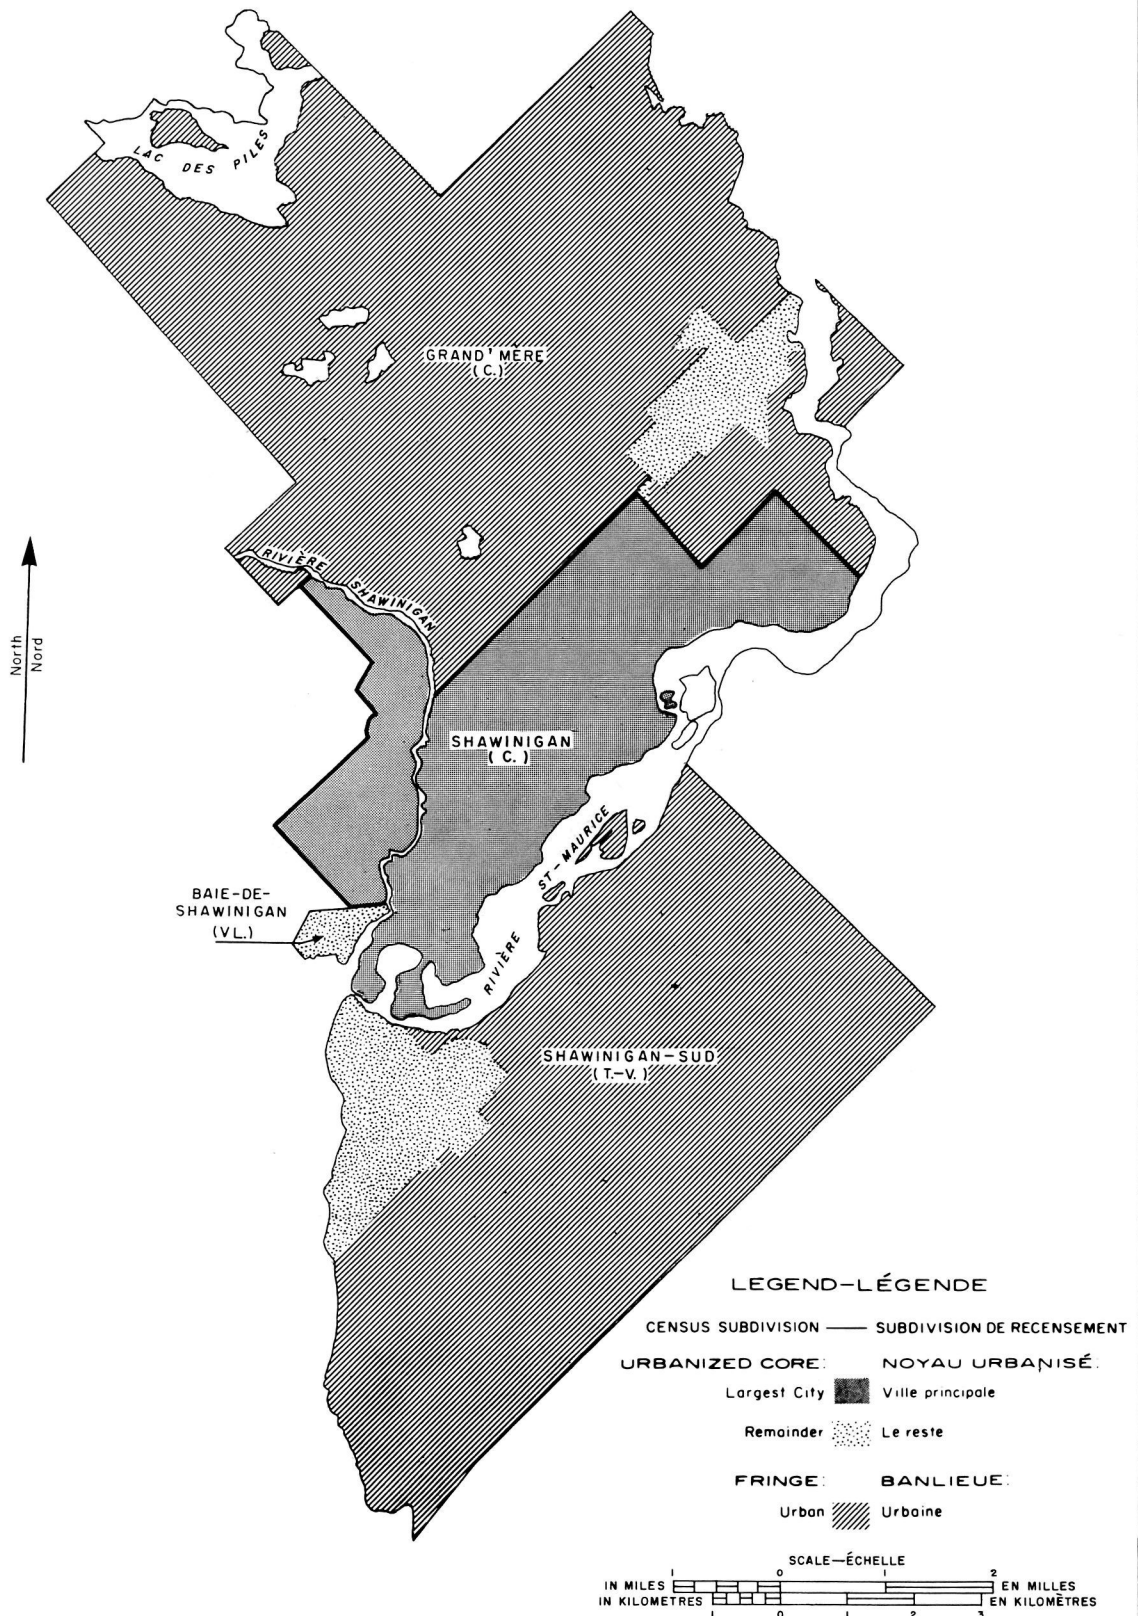 LAC DES PILES
GRAND'MÈRE
(C.)
RIVIÈRE SHAWINIGAN
North
Nord
SHAWINIGAN
(C.)
RIVIÈRE ST-MAURICE
BAIE-DE-
SHAWINIGAN
(VL.)
SHAWINIGAN-SUD
(T.-V.)
LEGEND-LÉGENDE
CENSUS SUBDIVISION SUBDIVISION DE RECENSEMENT
URBANIZED CORE: NOYAU URBANISÉ:
Largest City Ville principale
Remainder Le reste
FRINGE: BANLIEUE:
Urban Urbaine
SCALE-ÉCHELLE
1 0 1 2
IN MILES EN MILLES
IN KILOMETRES EN KILOMÈTRES
1 0 1 2 3